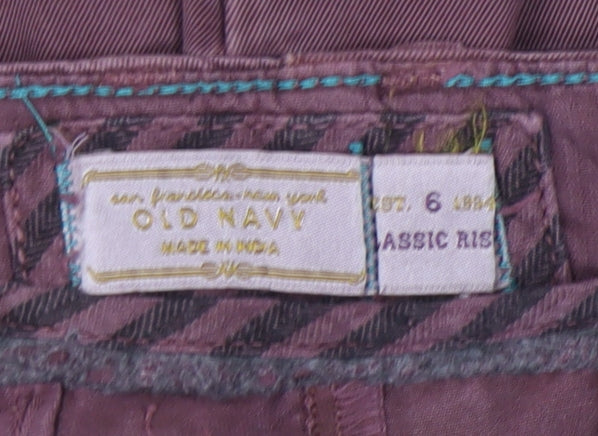 san francisco - new york
OLD NAVY
MADE IN INDIA
EST. 6 1994
ASSIC RIS